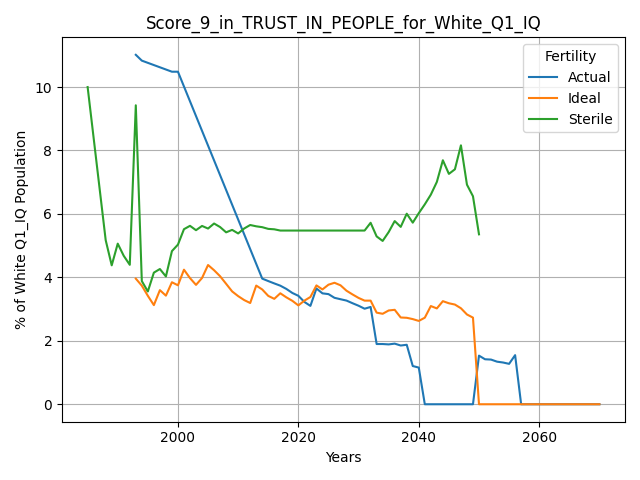 Score_9_in_TRUST_IN_PEOPLE_for_White_Q1_IQ
% of White Q1_IQ Population
10
8
6
4
2
0
Fertility
Actual
Ideal
Sterile
2000
2020
2040
2060
Years